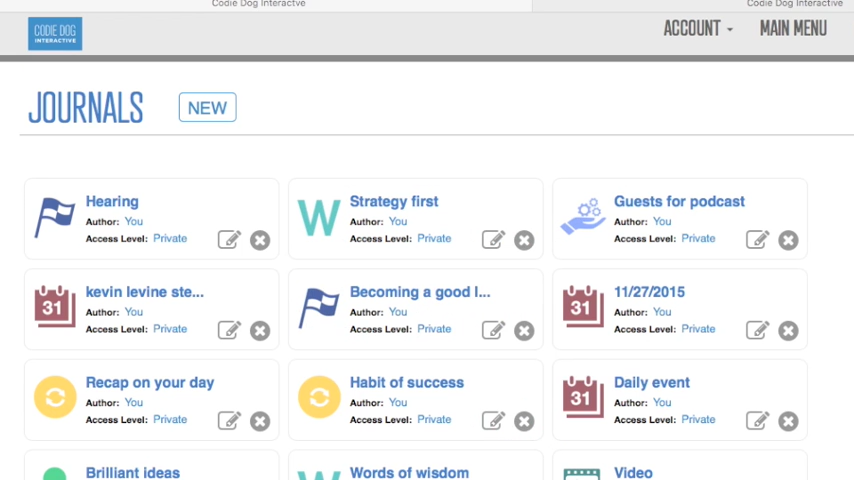 Codie Dog Interactve
Codie Dog Interactve
CODIE DOG
INTERACTIVE
ACCOUNT
MAIN MENU
JOURNALS
NEW
Hearing
Author: You
Access Level: Private
W
Strategy first
Author: You
Access Level: Private
Guests for podcast
Author: You
Access Level: Private
31
kevin levine ste...
Author: You
Access Level: Private
Becoming a good l...
Author: You
Access Level: Private
31
11/27/2015
Author: You
Access Level: Private
Recap on your day
Author: You
Access Level: Private
Habit of success
Author: You
Access Level: Private
31
Daily event
Author: You
Access Level: Private
Brilliant ideas
W
Words of wisdom
Video